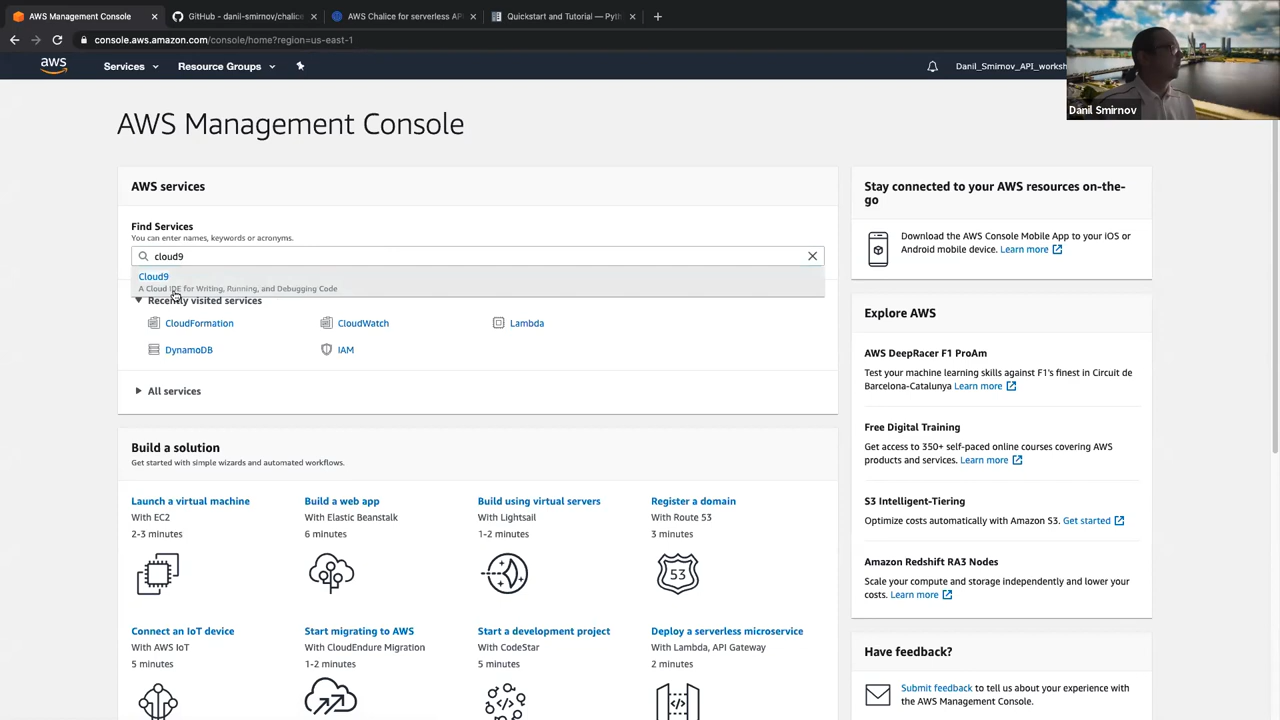 AWS Management Console
GitHub - danil-smirnov/chalice
AWS Chalice for serverless AP
Quickstart and Tutorial — Pyth
console.aws.amazon.com/console/home?region=us-east-1
aws
Services
Resource Groups
Danil_Smirnov_API_worksh
Danil Smirnov
AWS Management Console
AWS services
Find Services
You can enter names, keywords or acronyms.
cloud9
Cloud9
A Cloud IDE for Writing, Running, and Debugging Code
Recently visited services
CloudFormation
CloudWatch
Lambda
DynamoDB
IAM
All services
Build a solution
Get started with simple wizards and automated workflows.
Launch a virtual machine
With EC2
2-3 minutes
Build a web app
With Elastic Beanstalk
6 minutes
Build using virtual servers
With Lightsail
1-2 minutes
Register a domain
With Route 53
3 minutes
53
Connect an IoT device
With AWS IoT
5 minutes
Start migrating to AWS
With CloudEndure Migration
1-2 minutes
Start a development project
With CodeStar
5 minutes
Deploy a serverless microservice
With Lambda, API Gateway
2 minutes
Stay connected to your AWS resources on-the-
go
Download the AWS Console Mobile App to your iOS or
Android mobile device. Learn more
Explore AWS
AWS DeepRacer F1 ProAm
Test your machine learning skills against F1's finest in Circuit de
Barcelona-Catalunya Learn more
Free Digital Training
Get access to 350+ self-paced online courses covering AWS
products and services. Learn more
S3 Intelligent-Tiering
Optimize costs automatically with Amazon S3. Get started
Amazon Redshift RA3 Nodes
Scale your compute and storage independently and lower your
costs. Learn more
Have feedback?
Submit feedback to tell us about your experience with
the AWS Management Console.